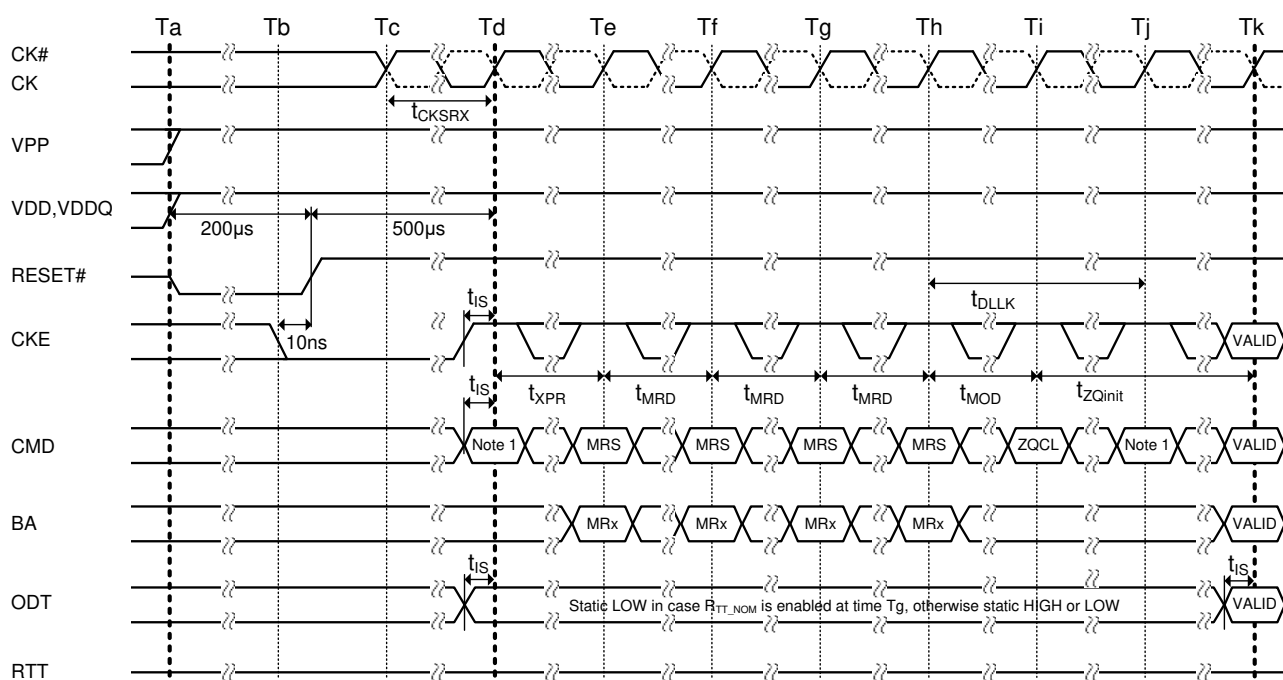 Ta Tb Tc Td Te Tf Tg Th Ti Tj Tk
CK#
CK
tCKSRX
VPP
VDD,VDDQ
200µs 500µs
RESET#
tIS tDLLK
CKE 10ns VALID
tIS tXPR tMRD tMRD tMRD tMOD tZQinit
CMD Note 1 MRS MRS MRS MRS ZQCL Note 1 VALID
BA MRx MRx MRx MRx VALID
tIS tIS
ODT Static LOW in case RTT_NOM is enabled at time Tg, otherwise static HIGH or LOW VALID
RTT